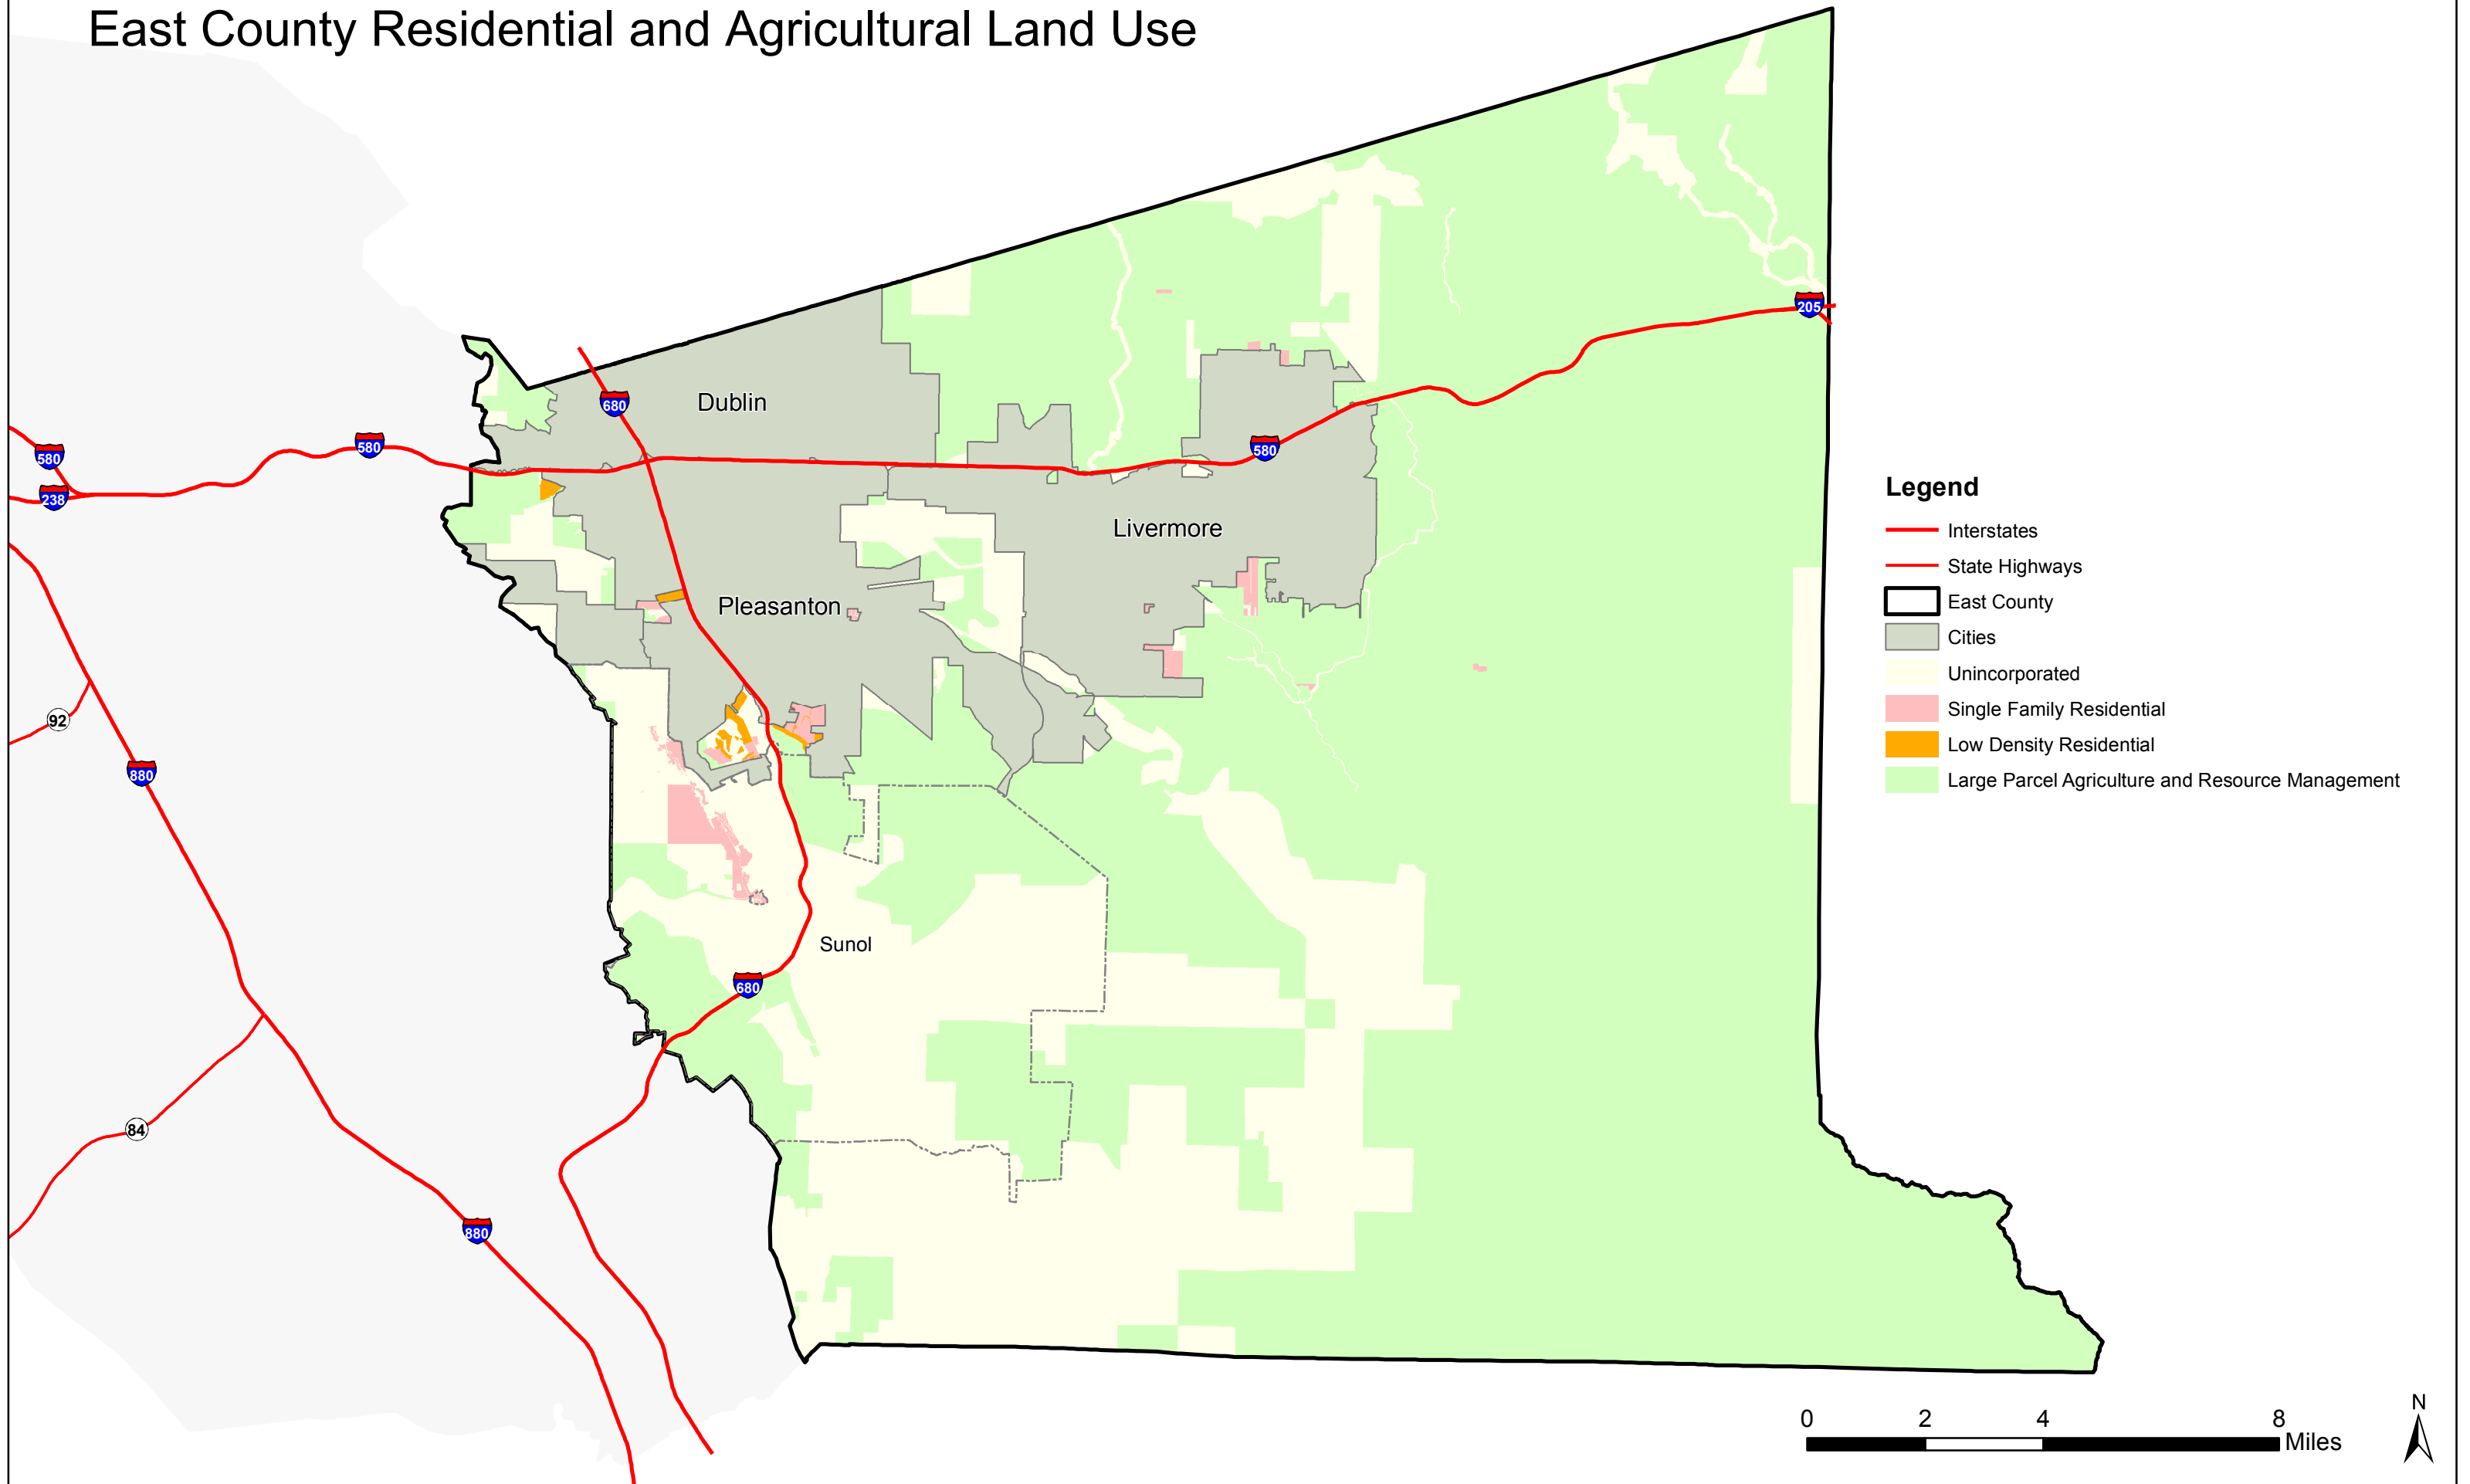 East County Residential and Agricultural Land Use
205
680
Dublin
580
580
580
238
Livermore
Legend
Interstates
State Highways
East County
Cities
Unincorporated
Single Family Residential
Low Density Residential
Large Parcel Agriculture and Resource Management
Pleasanton
92
880
Sunol
680
84
880
N
0 2 4 8
Miles